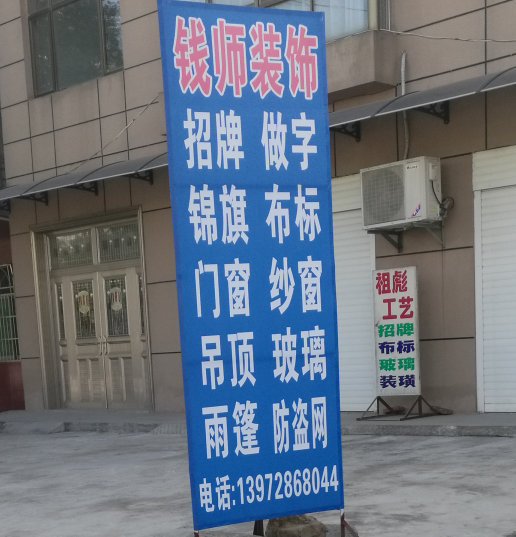 钱师装饰
招牌 做字
锦旗 布标
门窗 纱窗
吊顶 玻璃
雨篷 防盗网
电话:13972868044
祖彪
工艺
招牌
布标
玻璃
装璜